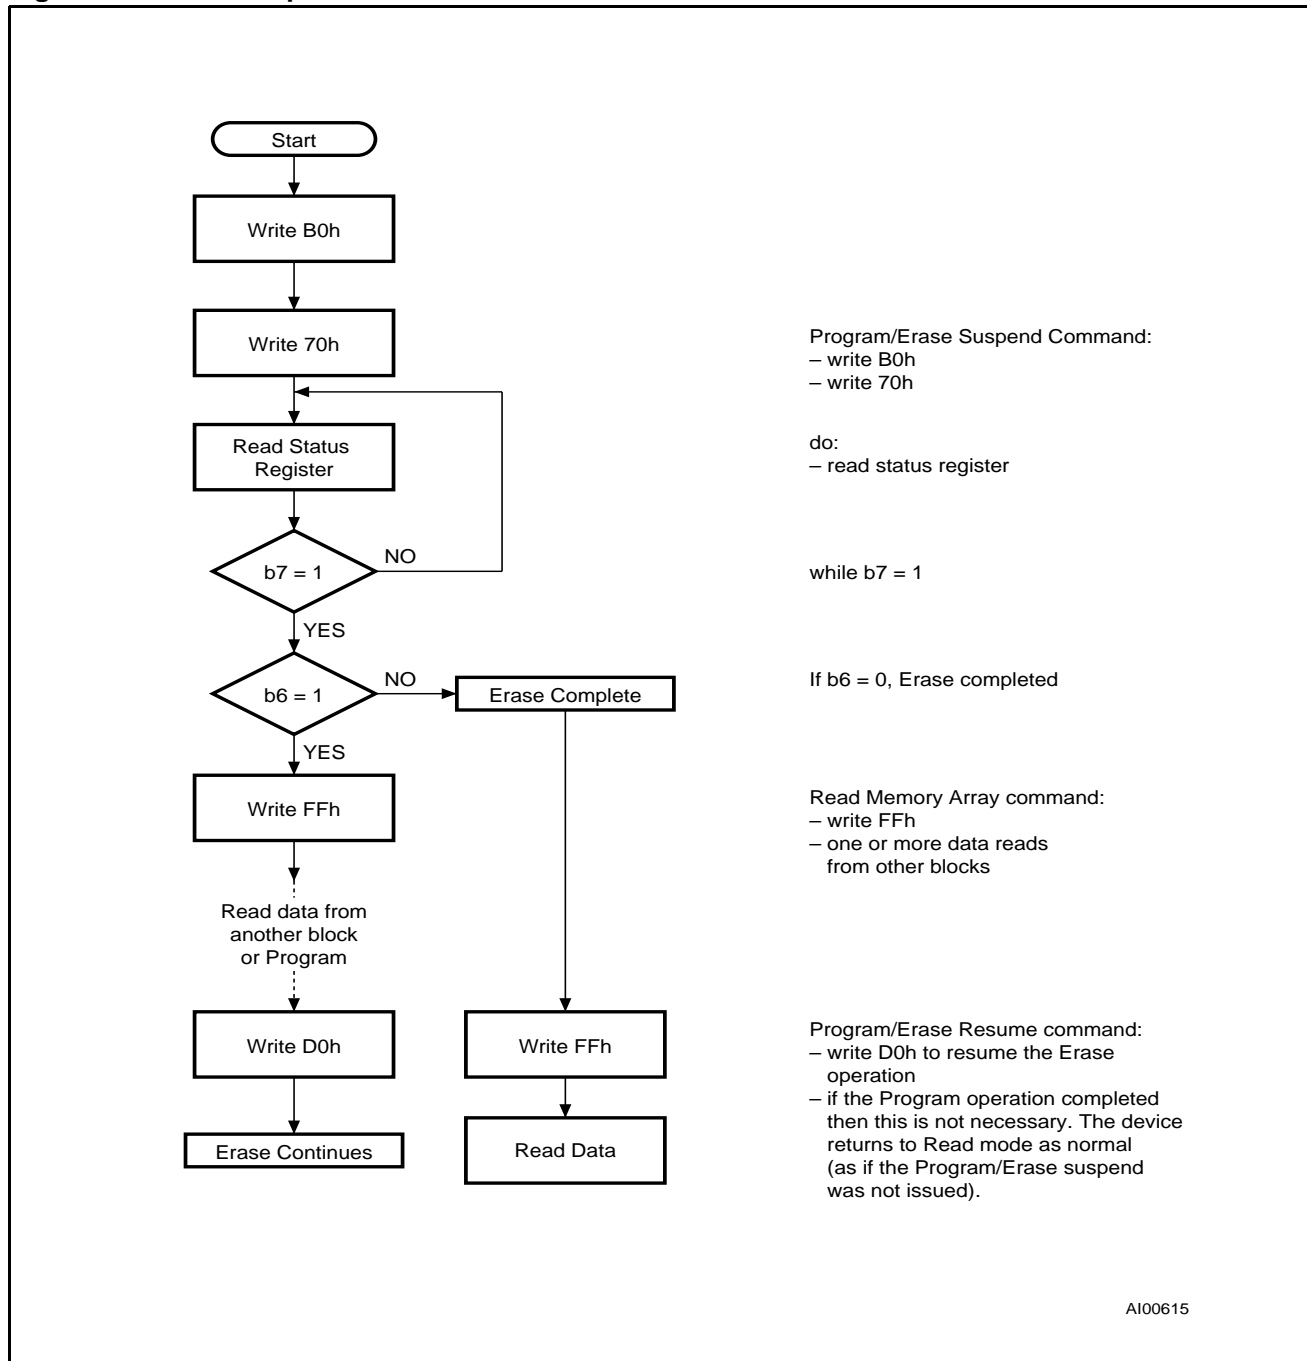 Start
Write B0h
Write 70h
Read Status
Register
NO
b7 = 1
YES
NO
b6 = 1
Erase Complete
YES
Write FFh
Read data from
another block
or Program
Write D0h
Write FFh
Erase Continues
Read Data
Program/Erase Suspend Command:
– write B0h
– write 70h
do:
– read status register
while b7 = 1
If b6 = 0, Erase completed
Read Memory Array command:
– write FFh
– one or more data reads
from other blocks
Program/Erase Resume command:
– write D0h to resume the Erase
operation
– if the Program operation completed
then this is not necessary. The device
returns to Read mode as normal
(as if the Program/Erase suspend
was not issued).
AI00615